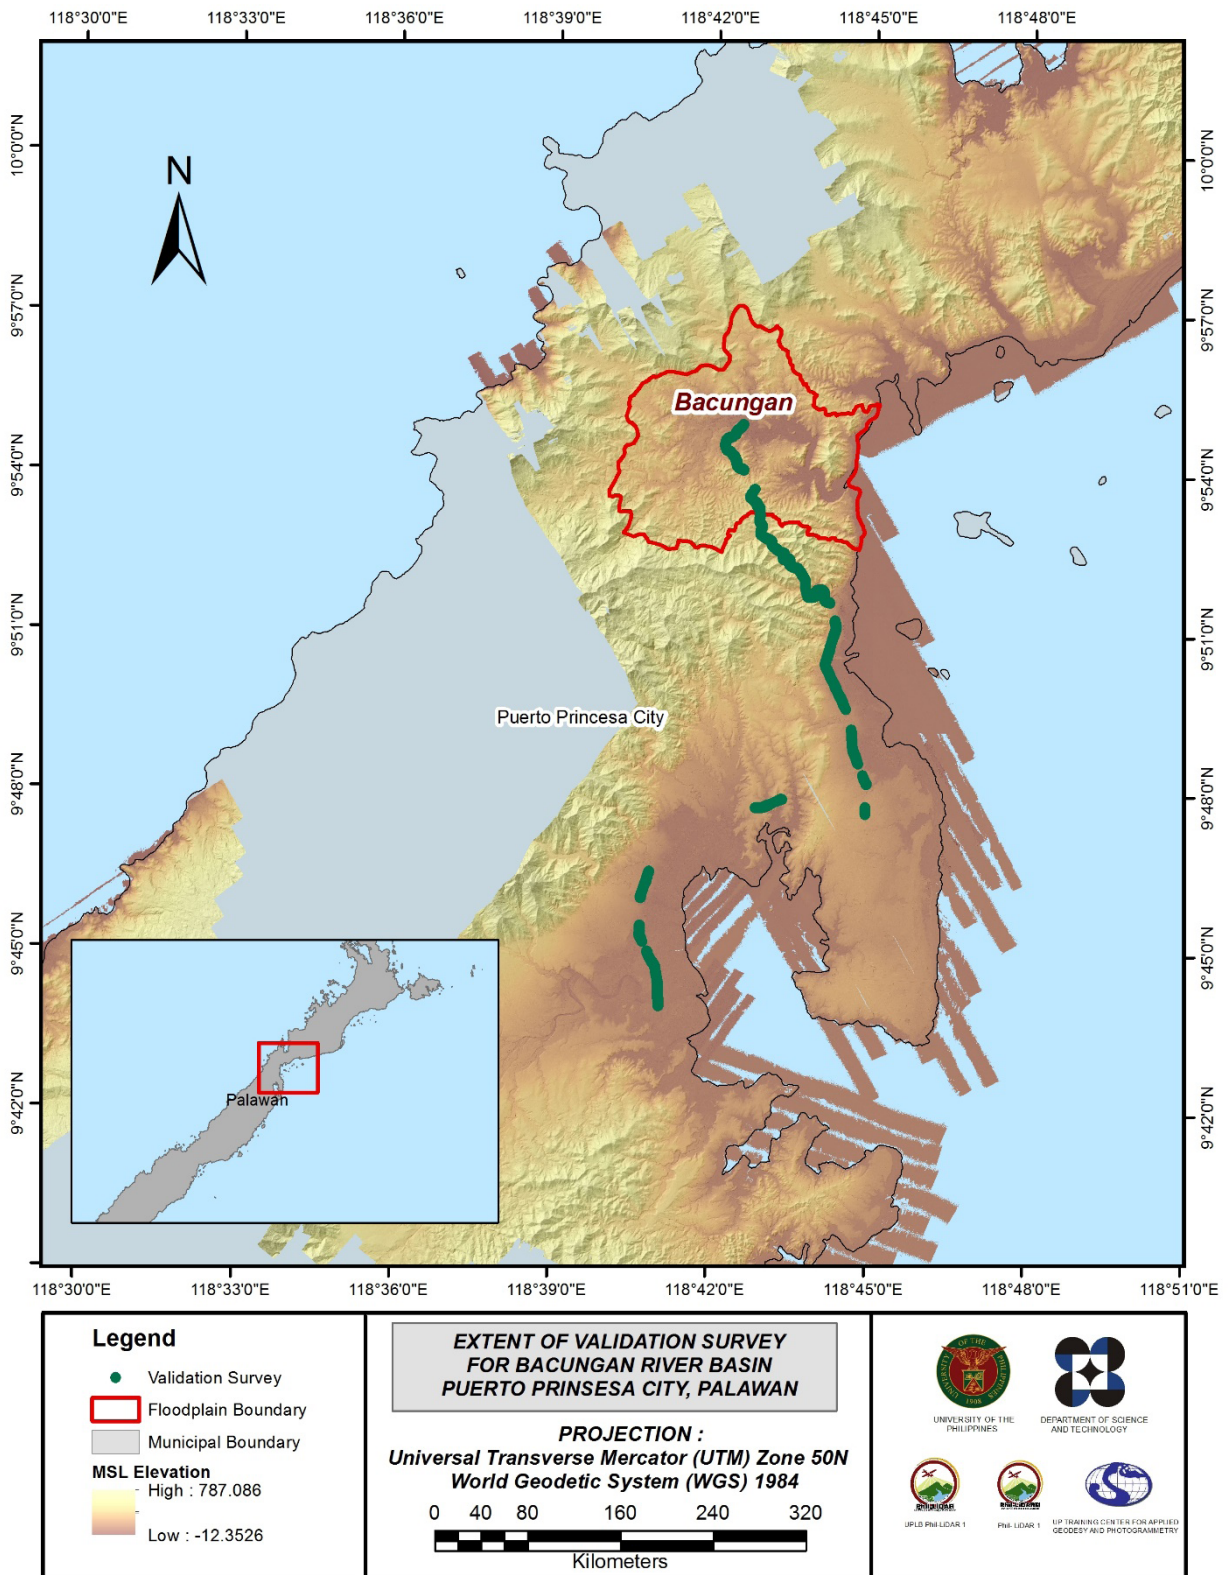 118°30'0"E 118°33'0"E 118°36'0"E 118°39'0"E 118°42'0"E 118°45'0"E 118°48'0"E
10°0'0"N
10°0'0"N
N
9°57'0"N
9°57'0"N
Bacungan
9°54'0"N
9°54'0"N
9°51'0"N
9°51'0"N
Puerto Princesa City
9°48'0"N
9°48'0"N
9°45'0"N
9°45'0"N
Palawan
9°42'0"N
9°42'0"N
118°30'0"E 118°33'0"E 118°36'0"E 118°39'0"E 118°42'0"E 118°45'0"E 118°48'0"E 118°51'0"E
Legend
Validation Survey
Floodplain Boundary
Municipal Boundary
MSL Elevation
High : 787.086
Low : -12.3526
EXTENT OF VALIDATION SURVEY
FOR BACUNGAN RIVER BASIN
PUERTO PRINSESA CITY, PALAWAN
PROJECTION :
Universal Transverse Mercator (UTM) Zone 50N
World Geodetic System (WGS) 1984
0 40 80 160 240 320
Kilometers
UNIVERSITY OF THE PHILIPPINES
1908
UNIVERSITY OF THE
PHILIPPINES
DEPARTMENT OF SCIENCE
AND TECHNOLOGY
UPLB Phil-LiDAR 1
Phil- LiDAR 1
UP TRAINING CENTER FOR APPLIED
GEODESY AND PHOTOGRAMMETRY